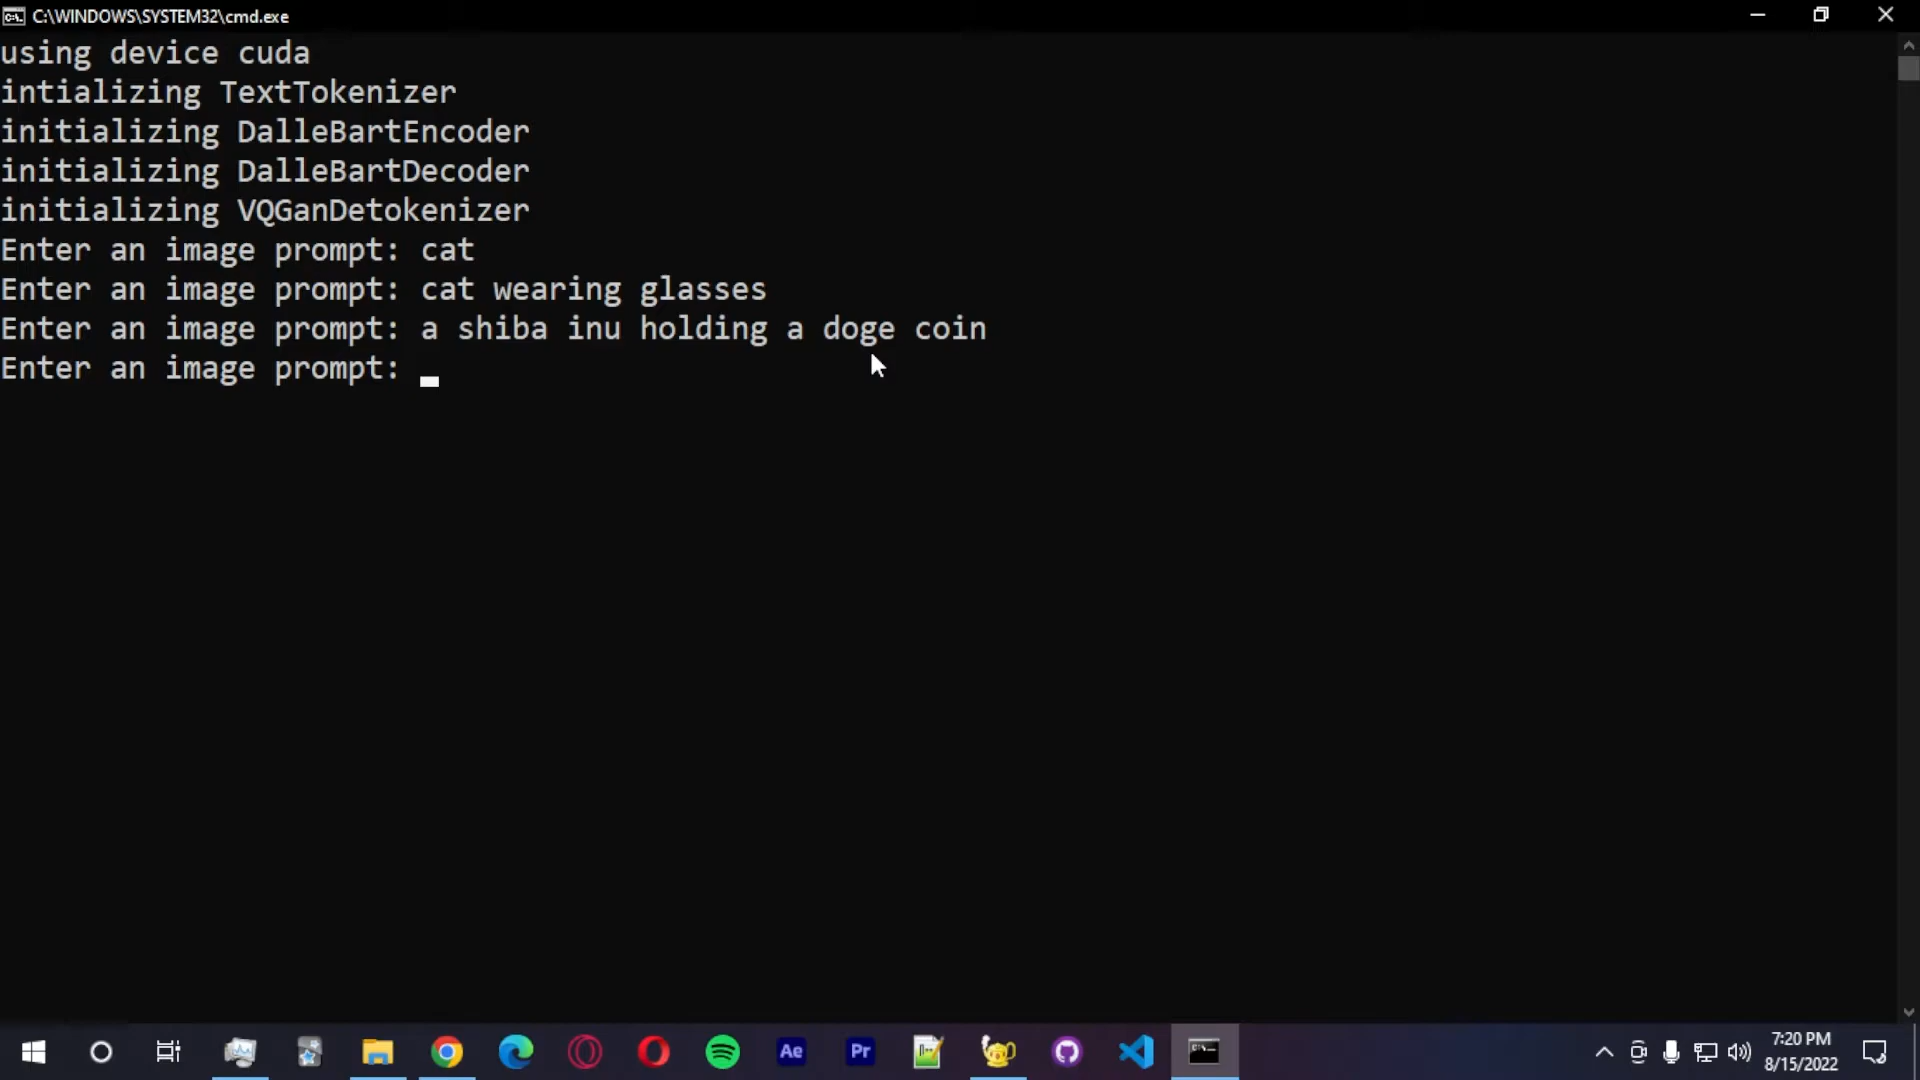 C:\WINDOWS\SYSTEM32\cmd.exe
using device cuda
intializing TextTokenizer
initializing DalleBartEncoder
initializing DalleBartDecoder
initializing VQGanDetokenizer
Enter an image prompt: cat
Enter an image prompt: cat wearing glasses
Enter an image prompt: a shiba inu holding a doge coin
Enter an image prompt:
Ae
Pr
7:20 PM
8/15/2022